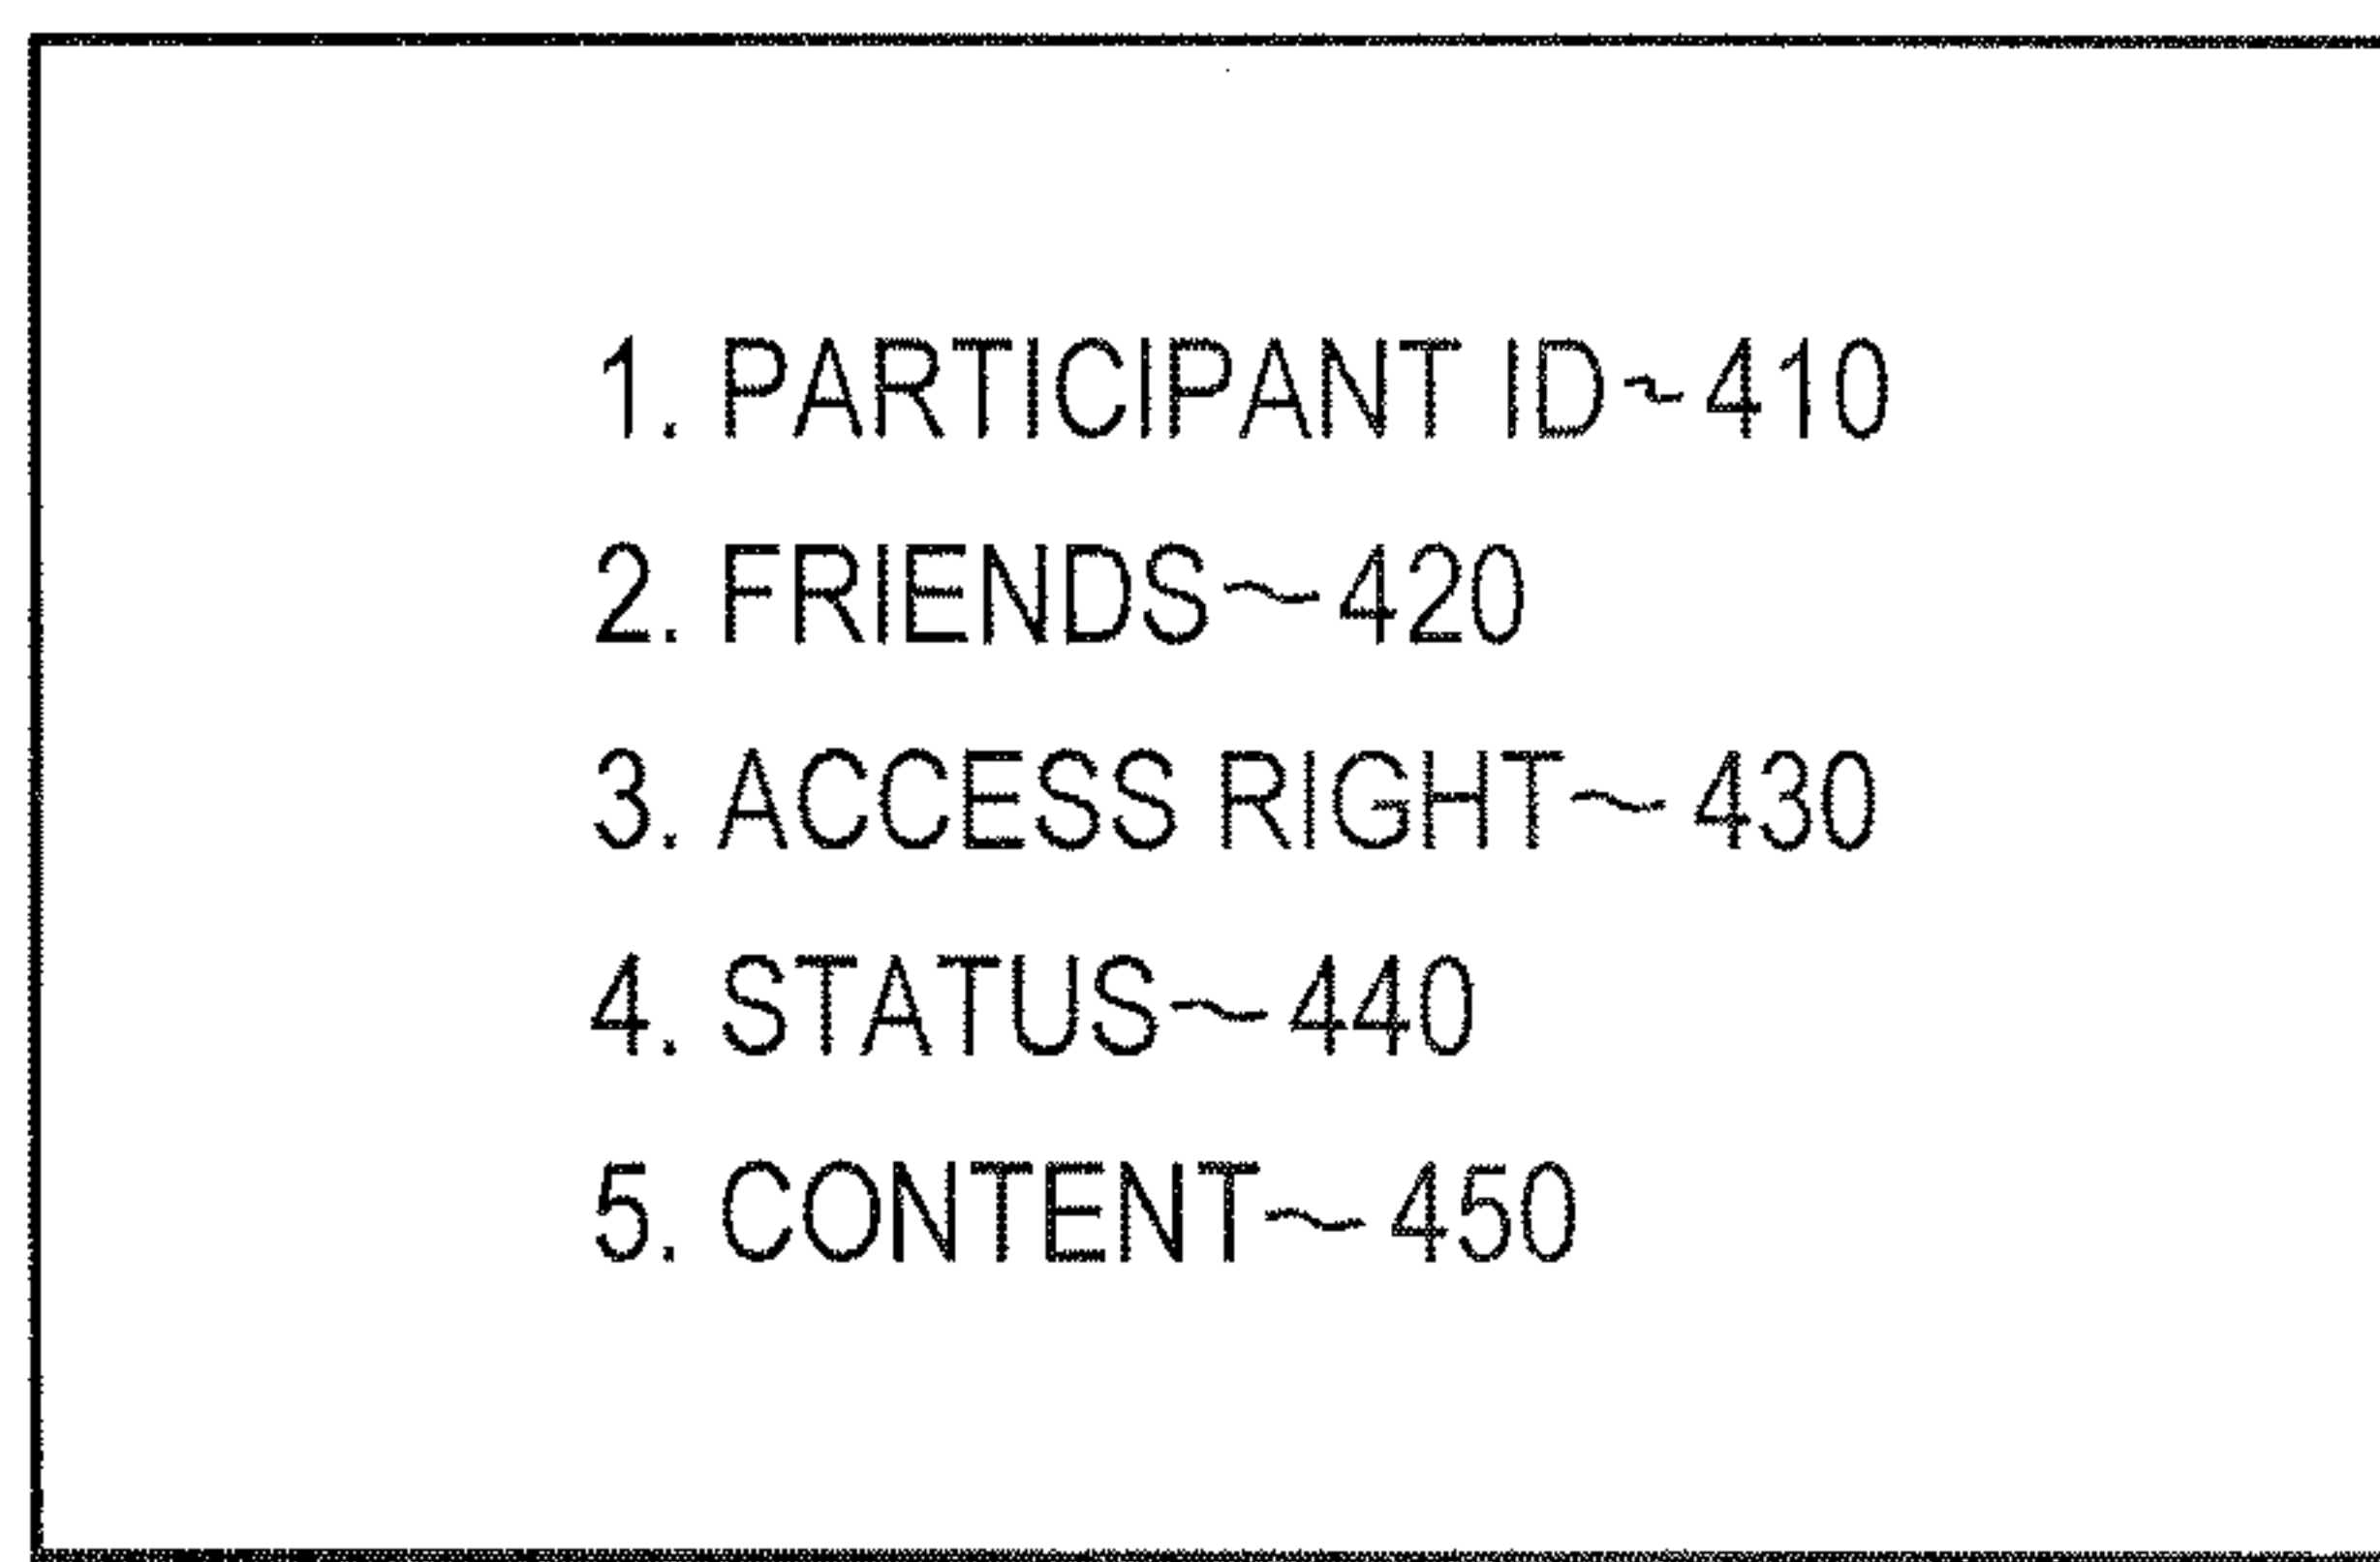 1. PARTICIPANT ID~410
2. FRIENDS~420
3. ACCESS RIGHT~430
4. STATUS~440
5. CONTENT~450